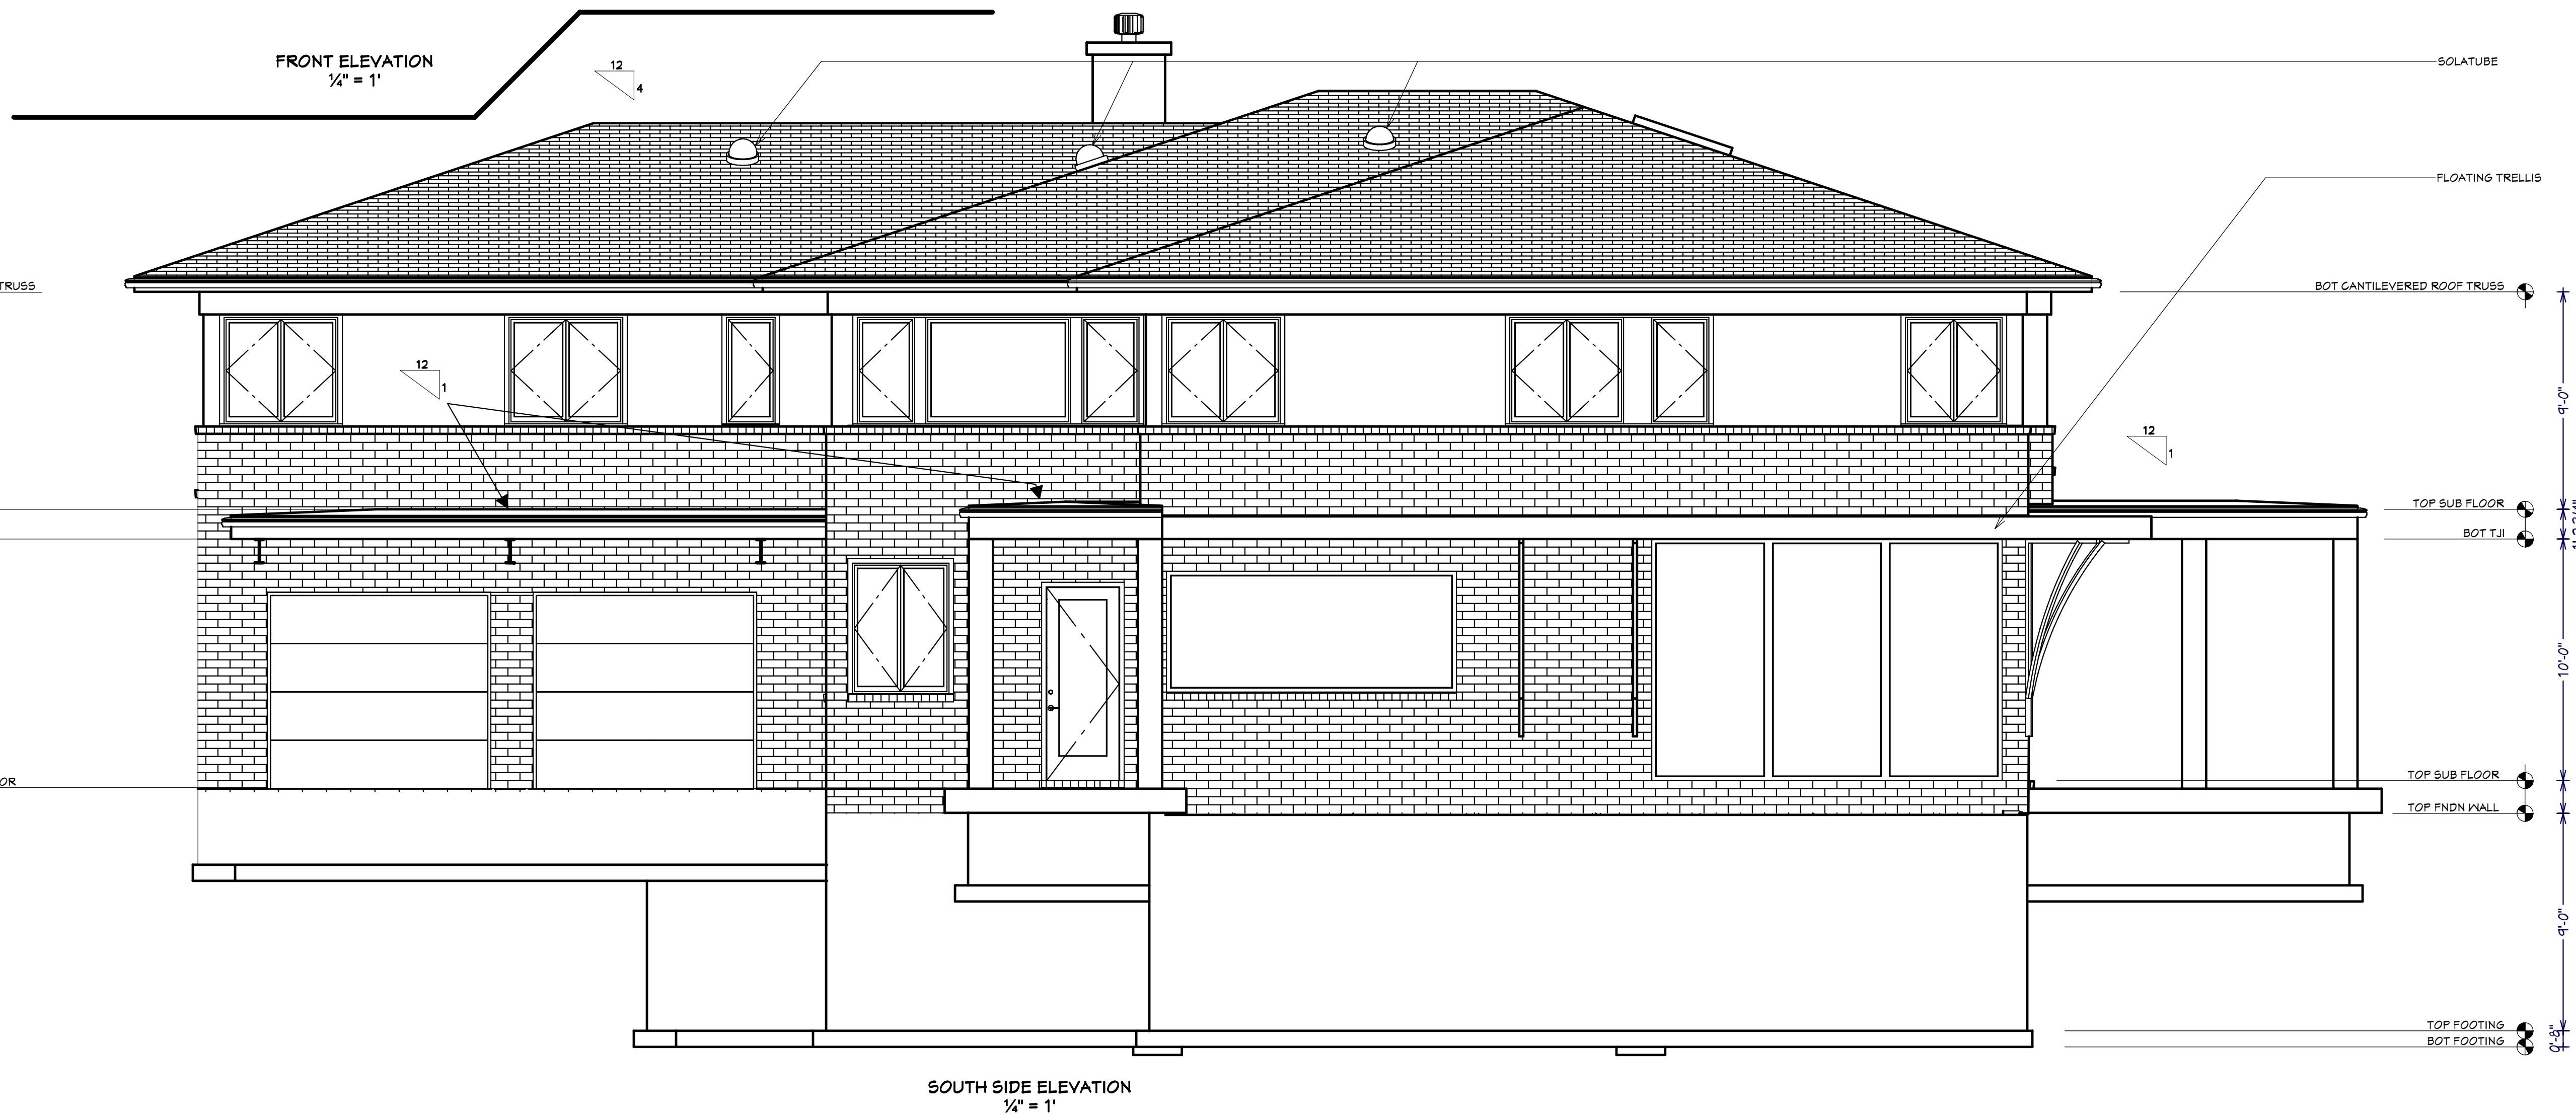 FRONT ELEVATION
¼" = 1'
12
4
SOLATUBE
FLOATING TRELLIS
TRUSS
BOT CANTILEVERED ROOF TRUSS
12
1
9'-0"
12
1
TOP SUB FLOOR
BOT TJI
10'-0"
TOP SUB FLOOR
OR
TOP FNDN WALL
9'-0"
TOP FOOTING
BOT FOOTING
0'-8"
SOUTH SIDE ELEVATION
¼" = 1'